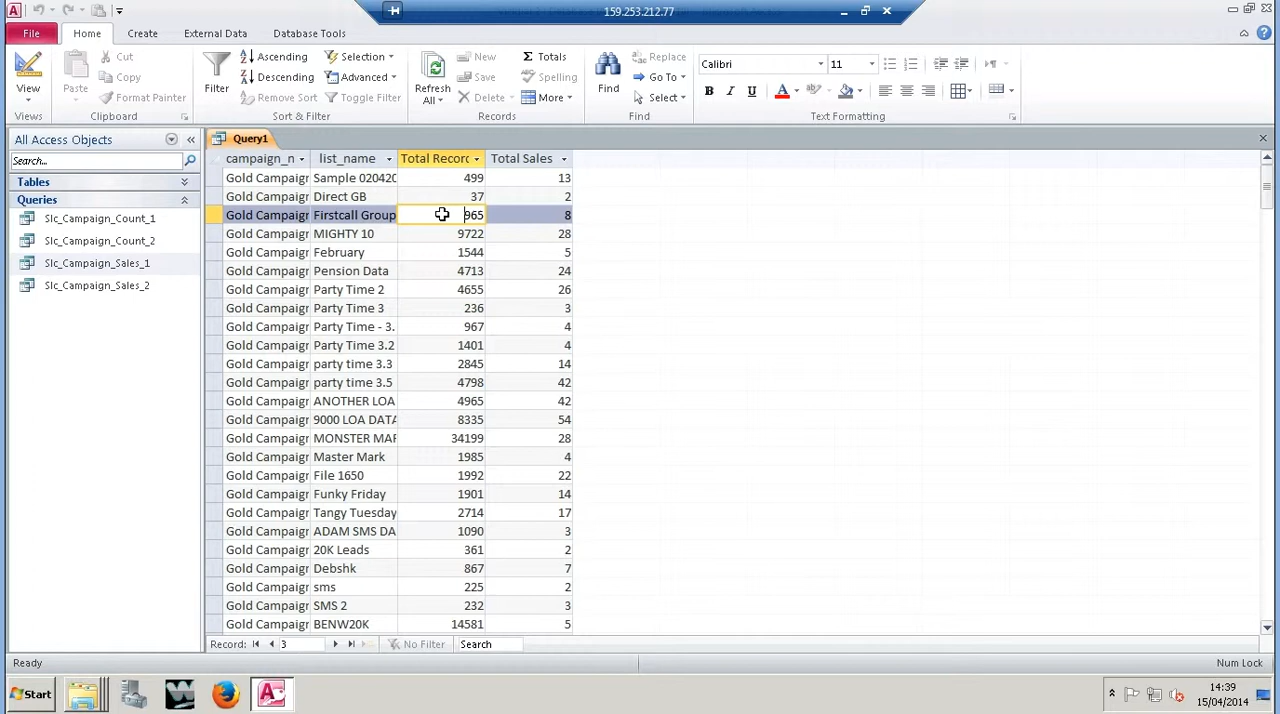 159.253.212.77
File Home Create External Data Database Tools
View Paste Cut Copy Format Painter
Filter Ascending Descending Remove Sort Selection Advanced Toggle Filter
Refresh All New Save Delete Totals Spelling More
Find Replace Go To Select
Calibri 11
B I U A
Views Clipboard Sort & Filter Records Find Text Formatting
All Access Objects
Search...
Tables
Queries
Slc_Campaign_Count_1
Slc_Campaign_Count_2
Slc_Campaign_Sales_1
Slc_Campaign_Sales_2
Query1
campaign_n list_name Total Recorc Total Sales
Gold Campaigr Sample 020420 499 13
Gold Campaigr Direct GB 37 2
Gold Campaigr Firstcall Group 965 8
Gold Campaigr MIGHTY 10 9722 28
Gold Campaigr February 1544 5
Gold Campaigr Pension Data 4713 24
Gold Campaigr Party Time 2 4655 26
Gold Campaigr Party Time 3 236 3
Gold Campaigr Party Time - 3. 967 4
Gold Campaigr Party Time 3.2 1401 4
Gold Campaigr party time 3.3 2845 14
Gold Campaigr party time 3.5 4798 42
Gold Campaigr ANOTHER LOA 4965 42
Gold Campaigr 9000 LOA DATA 8335 54
Gold Campaigr MONSTER MAR 34199 28
Gold Campaigr Master Mark 1985 4
Gold Campaigr File 1650 1992 22
Gold Campaigr Funky Friday 1901 14
Gold Campaigr Tangy Tuesday 2714 17
Gold Campaigr ADAM SMS DA 1090 3
Gold Campaigr 20K Leads 361 2
Gold Campaigr Debshk 867 7
Gold Campaigr sms 225 2
Gold Campaigr SMS 2 232 3
Gold Campaigr BENW20K 14581 5
Record: 3 No Filter Search
Ready Num Lock
Start 14:39
15/04/2014